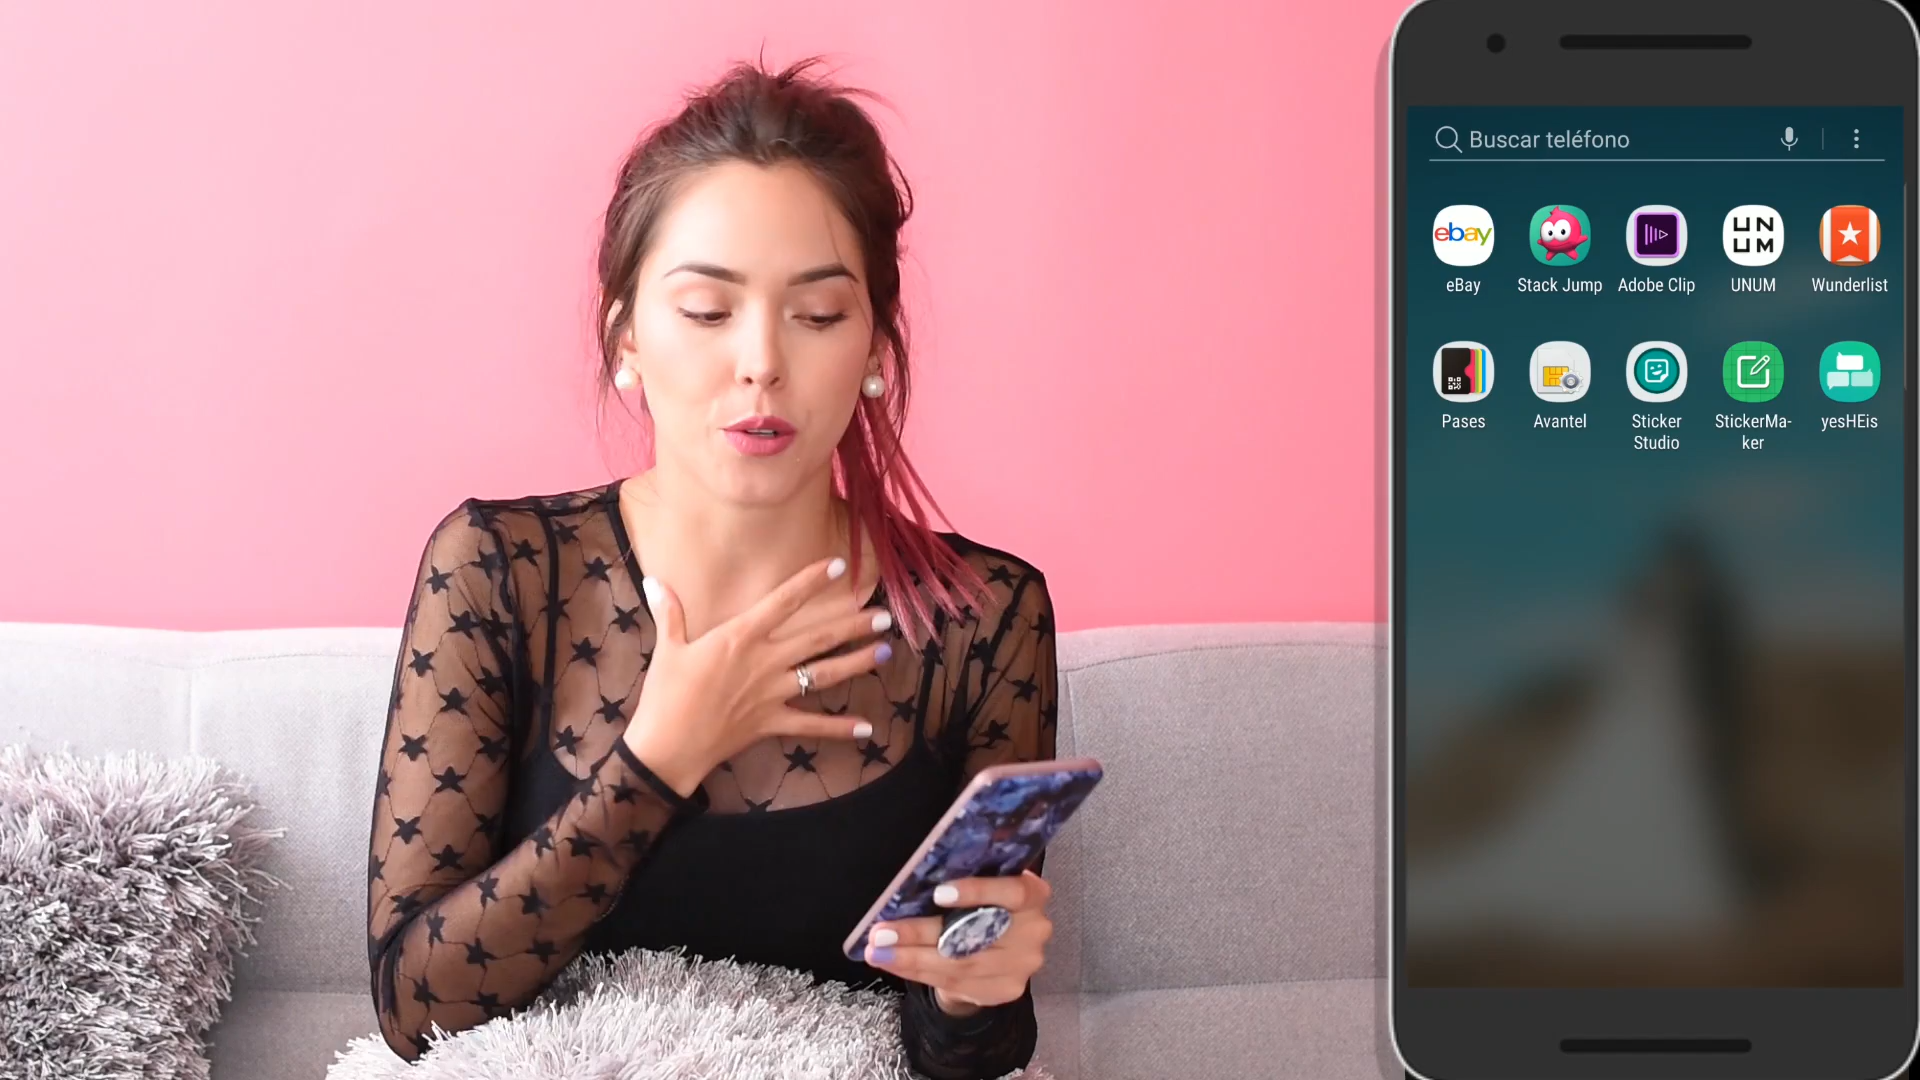 Buscar teléfono
ebay
UN
UM
eBay
Stack Jump
Adobe Clip
UNUM
Wunderlist
Pases
Avantel
Sticker
Studio
StickerMa-
ker
yesHEis